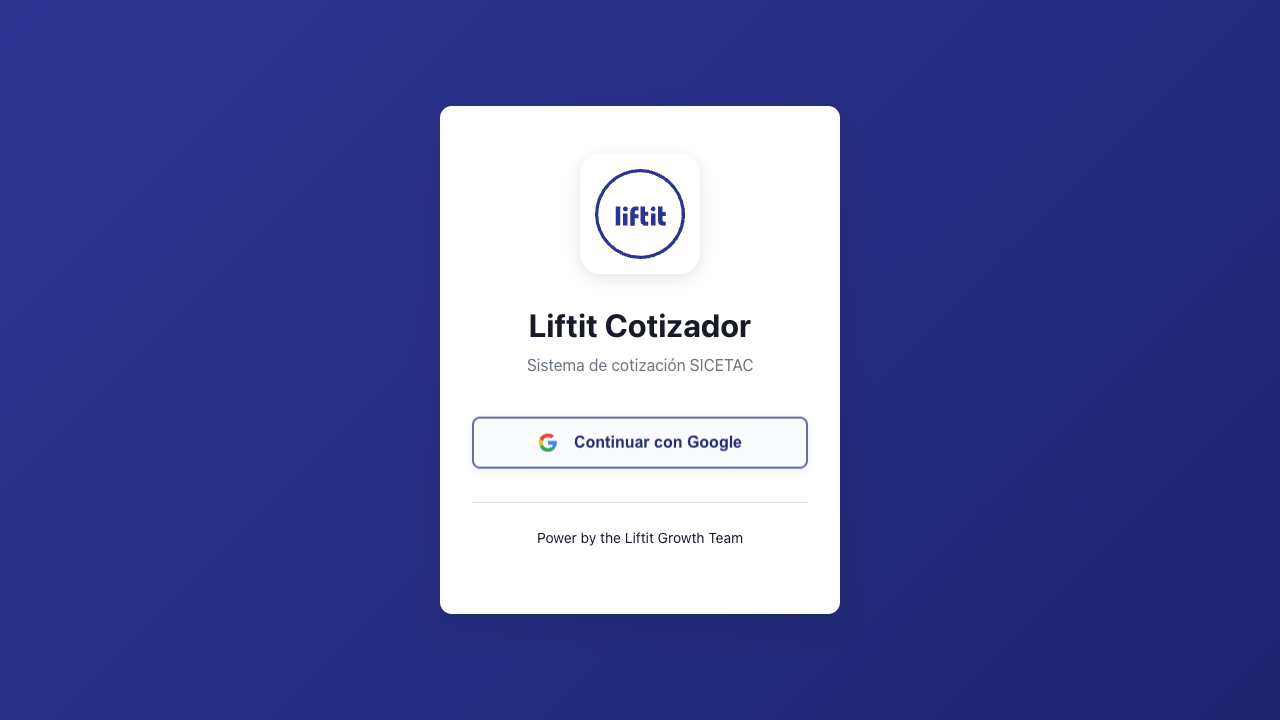 liftit
Liftit Cotizador
Sistema de cotización SICETAC
Continuar con Google
Power by the Liftit Growth Team